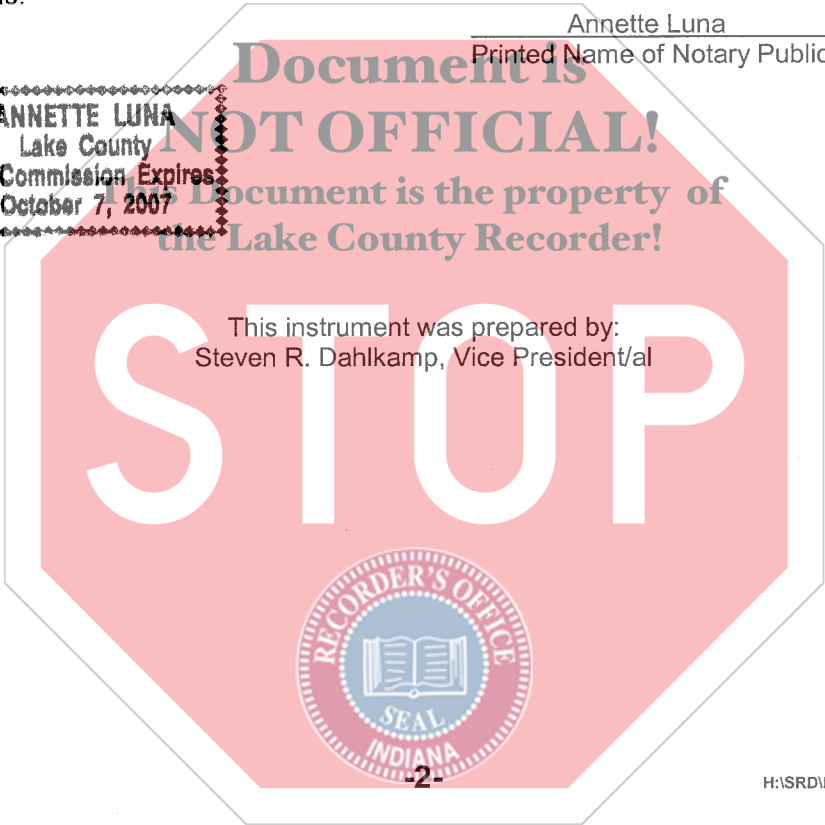 Annette Luna
Printed Name of Notary Public
ANNETTE LUNA
Lake County
Commission Expires
October 7, 2007
Document is
NOT OFFICIAL!
This Document is the property of
the Lake County Recorder!
This instrument was prepared by:
Steven R. Dahlkamp, Vice President/al
STOP
RECORDER'S OFFICE
SEAL
INDIANA
-2-
H:\SRD\